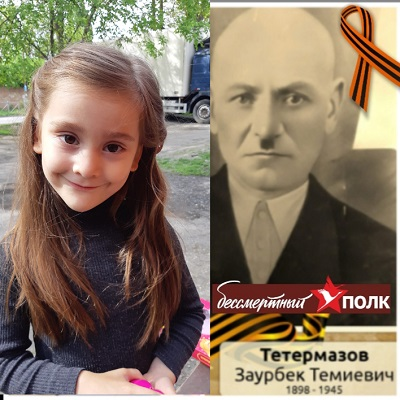 бессмертный ПОЛК
Тетермазов
Заурбек Темиевич
1898 - 1945